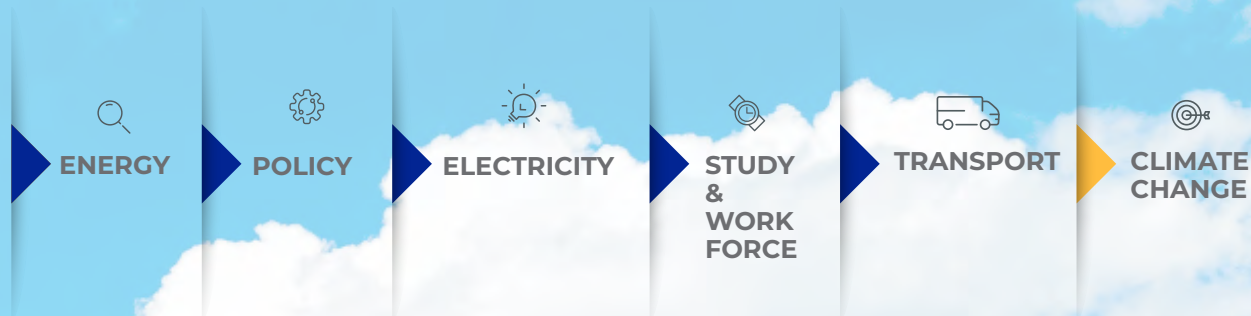 ENERGY
POLICY
ELECTRICITY
STUDY
&
WORK
FORCE
TRANSPORT
CLIMATE
CHANGE